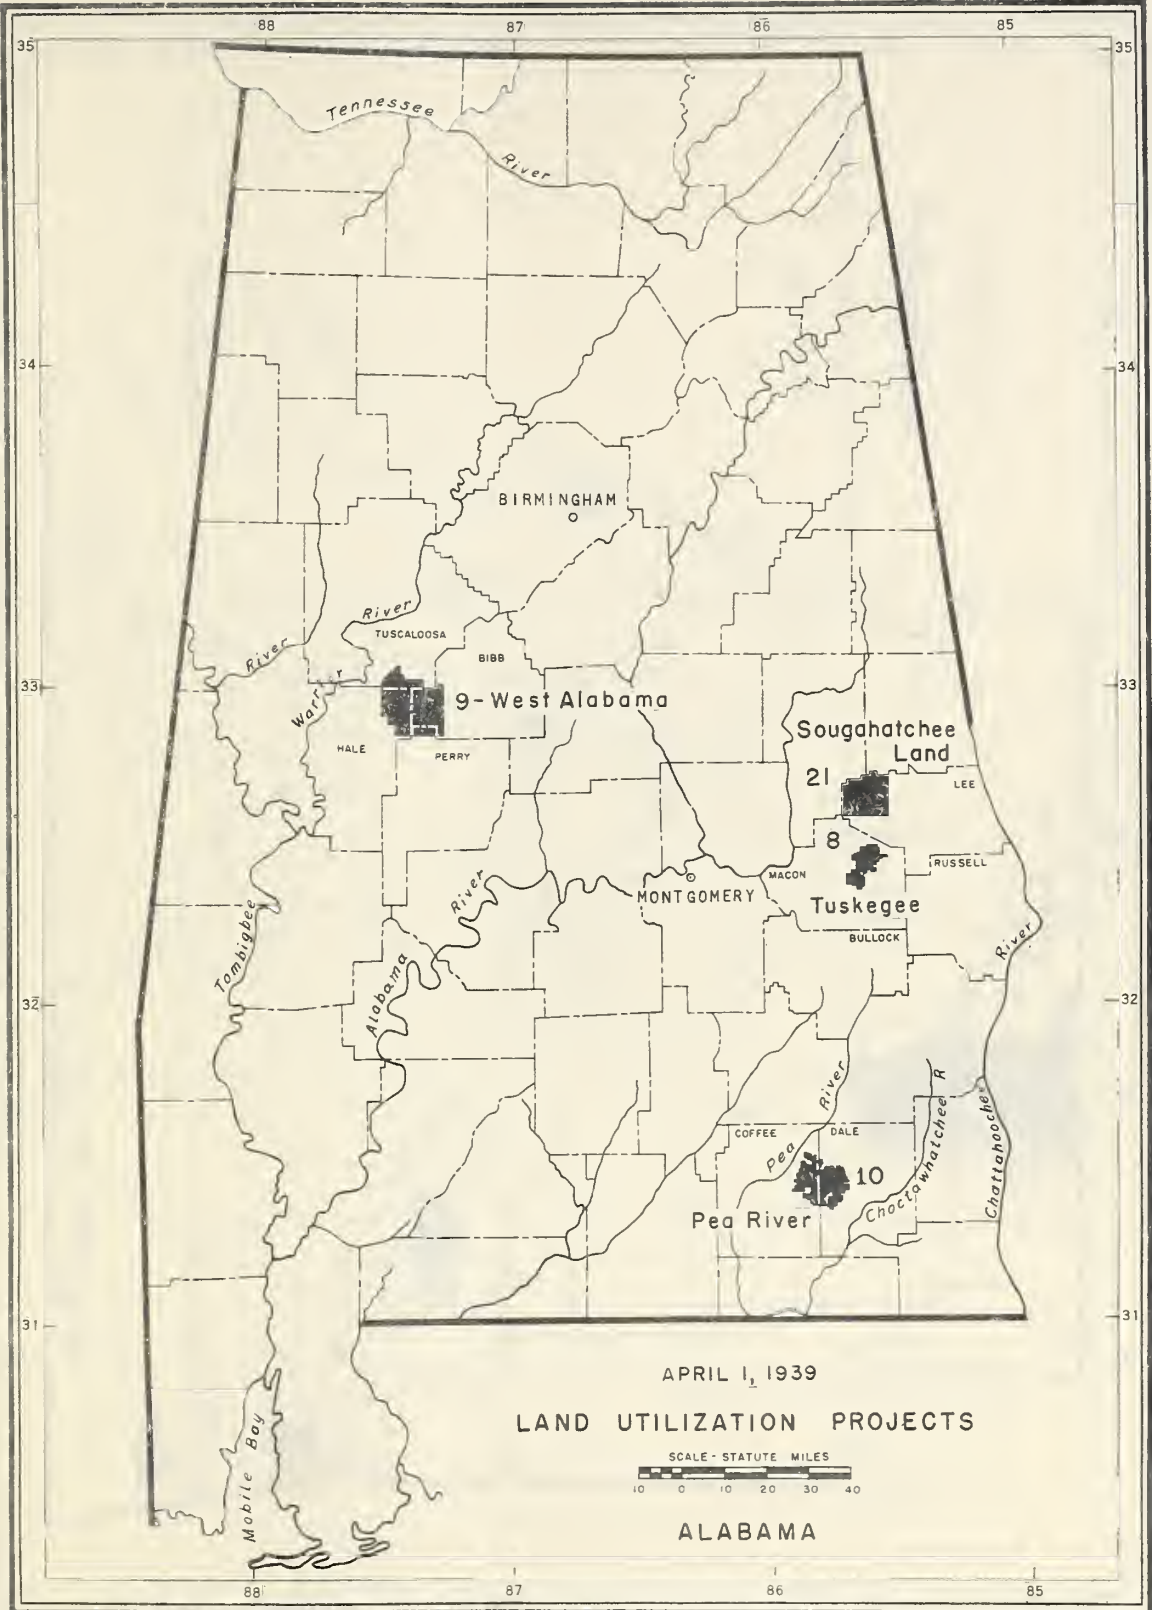 88 87 86 85
35 35
Tennessee
River
34 34
BIRMINGHAM
River
TUSCALOOSA
River
BIBB
33 33
Warrior
9-West Alabama
HALE
PERRY
Sougahatchee
Land
21
LEE
8
RUSSELL
MACON
MONTGOMERY
Tuskegee
BULLOCK
River
River
Tombigbee
Alabama
32 32
River
Choctawhatchee R
Chattahoochee
COFFEE
DALE
Pea
10
Pea River
31 31
Mobile Bay
APRIL 1, 1939
LAND UTILIZATION PROJECTS
SCALE - STATUTE MILES
10 0 10 20 30 40
ALABAMA
88 87 86 85